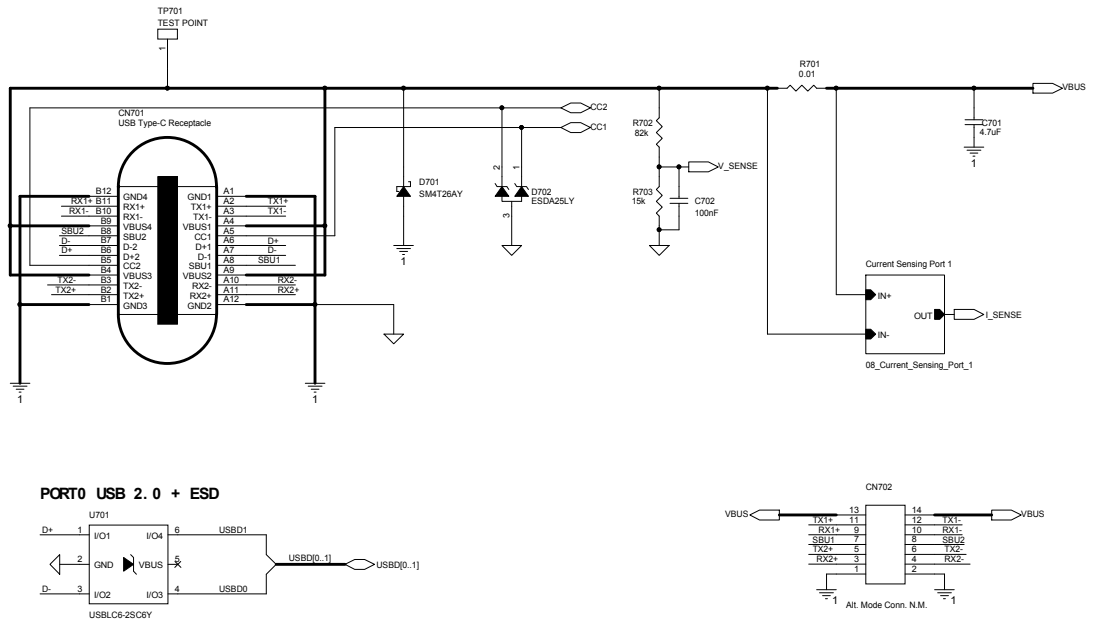 TP701
TEST POINT
1
R701
0.01
VBUS
CC2
CC1
CN701
USB Type-C Receptacle
R702
82k
C701
4.7uF
1
V_SENSE
2
1
D701
SM4T26AY
D702
ESDA25LY
3
R703
15k
C702
100nF
1
B12 GND4 GND1 A1
RX1+ B11 RX1+ TX1+ A2 TX1+
RX1- B10 RX1- TX1- A3 TX1-
B9 VBUS4 VBUS1 A4
SBU2 B8 SBU2 CC1 A5
D- B7 D-2 D+1 A6 D+
D+ B6 D+2 D-1 A7 D-
B5 CC2 SBU1 A8 SBU1
B4 VBUS3 VBUS2 A9
TX2- B3 TX2- RX2- A10 RX2-
TX2+ B2 TX2+ RX2+ A11 RX2+
B1 GND3 GND2 A12
1
1
Current Sensing Port 1
IN+
OUT
I_SENSE
IN-
08_Current_Sensing_Port_1
PORT0 USB 2.0 + ESD
U701
D+ 1 I/O1 I/O4 6 USBD1
2 GND VBUS 5
USBD[0..1] USBD[0..1]
D- 3 I/O2 I/O3 4 USBD0
USBLC6-2SC6Y
CN702
VBUS 13 14 VBUS
TX1+ 11 12 TX1-
RX1+ 9 10 RX1-
SBU1 7 8 SBU2
TX2+ 5 6 TX2-
RX2+ 3 4 RX2-
1 2
1 1
Alt. Mode Conn. N.M.